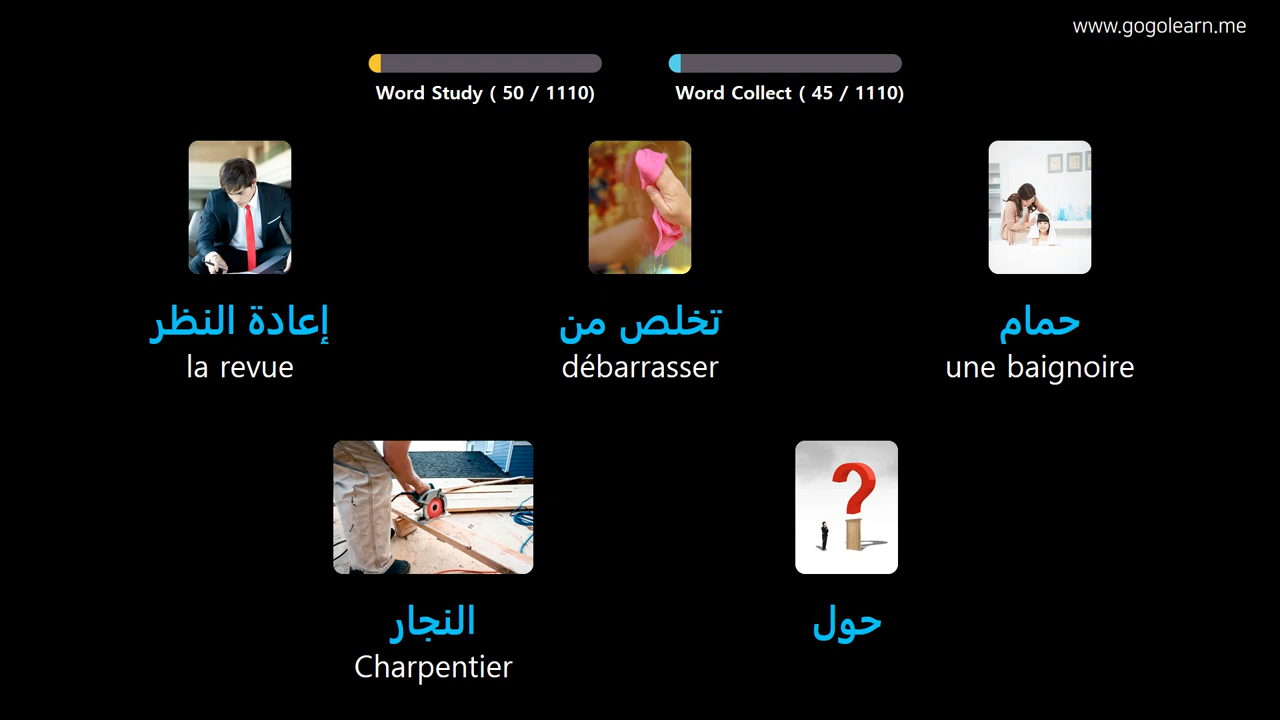 www.gogolearn.me
Word Study ( 50 / 1110)
Word Collect ( 45 / 1110)
إعادة النظر
la revue
تخلص من
débarrasser
حمام
une baignoire
النجار
Charpentier
حول